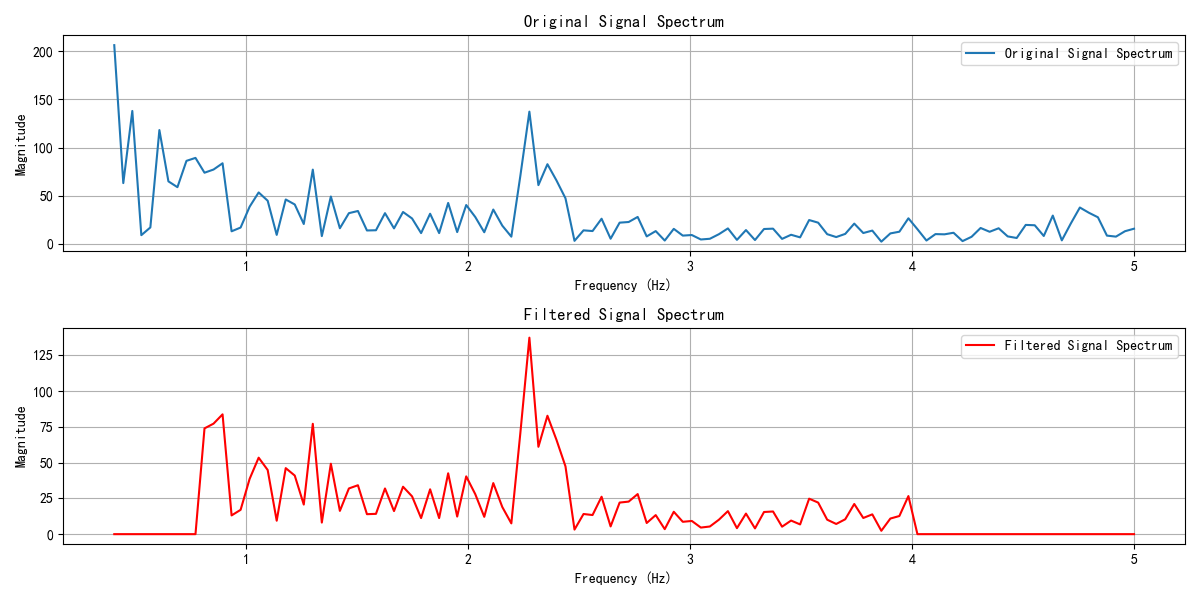 Original Signal Spectrum
Original Signal Spectrum
Magnitude
200
150
100
50
0
1 2 3 4 5
Frequency (Hz)
Filtered Signal Spectrum
Filtered Signal Spectrum
Magnitude
125
100
75
50
25
0
1 2 3 4 5
Frequency (Hz)